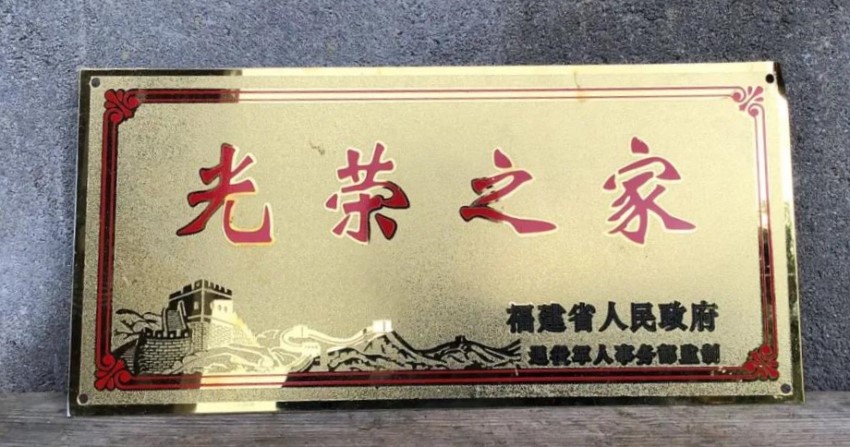 光荣之家
福建省人民政府
退役军人事务部监制